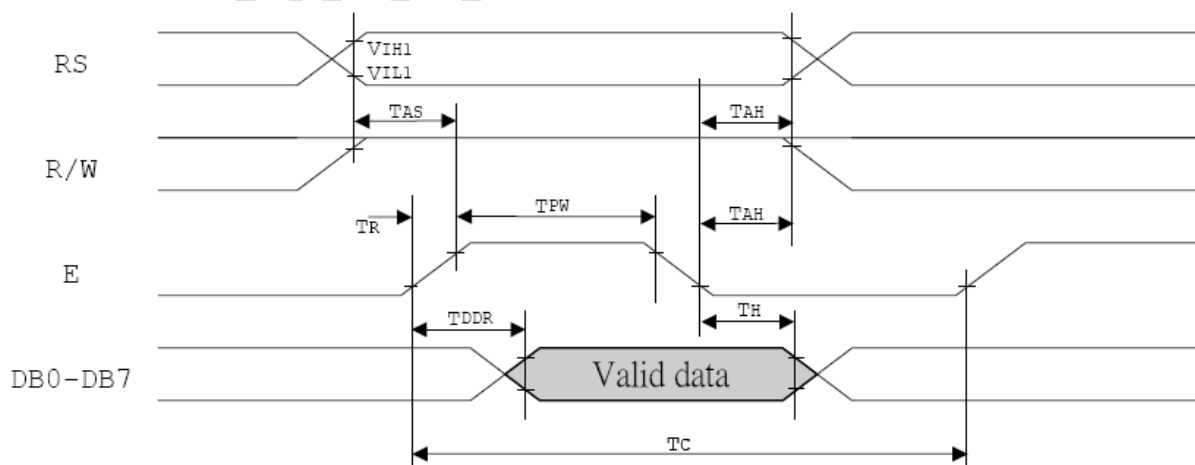 RS
VIH1
VIL1
TAS
TAH
R/W
TPW
TR
TAH
E
TDDR
TH
DB0-DB7
Valid data
TC